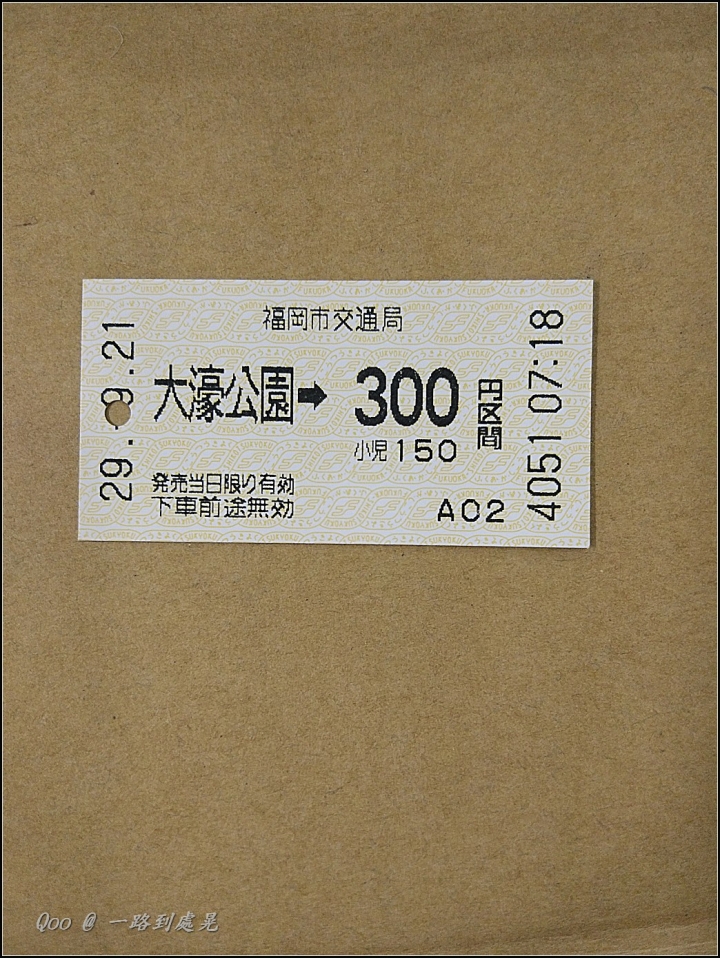 福岡市交通局
29.-9.21
大濠公園➡300円区間
小児150
発売当日限り有効
下車前途無効
A02
4051 07:18
Qoo @ 一路到處晃